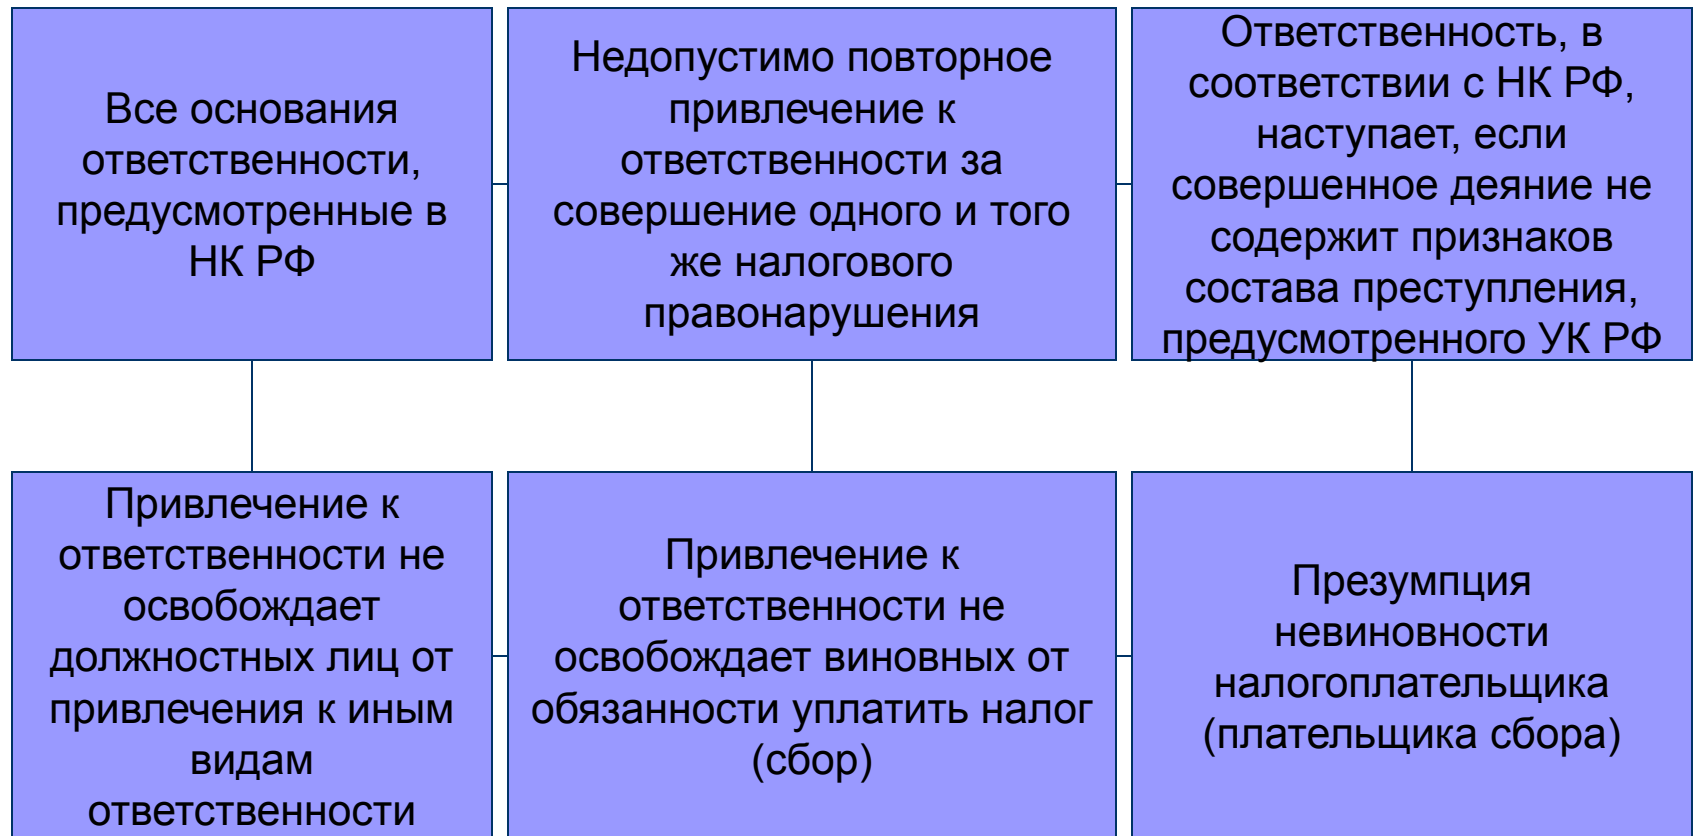 Все основания
ответственности,
предусмотренные в
НК РФ
Недопустимо повторное
привлечение к
ответственности за
совершение одного и того
же налогового
правонарушения
Ответственность, в
соответствии с НК РФ,
наступает, если
совершенное деяние не
содержит признаков
состава преступления,
предусмотренного УК РФ
Привлечение к
ответственности не
освобождает
должностных лиц от
привлечения к иным
видам
ответственности
Привлечение к
ответственности не
освобождает виновных от
обязанности уплатить налог
(сбор)
Презумпция
невиновности
налогоплательщика
(плательщика сбора)